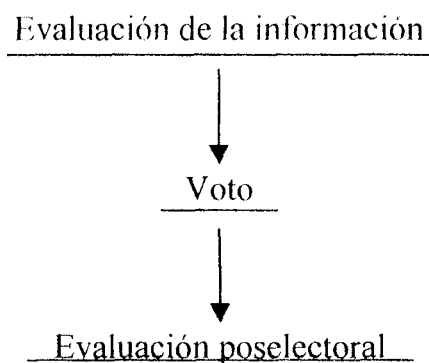 Evaluación de la información
Voto
Evaluación poselectoral